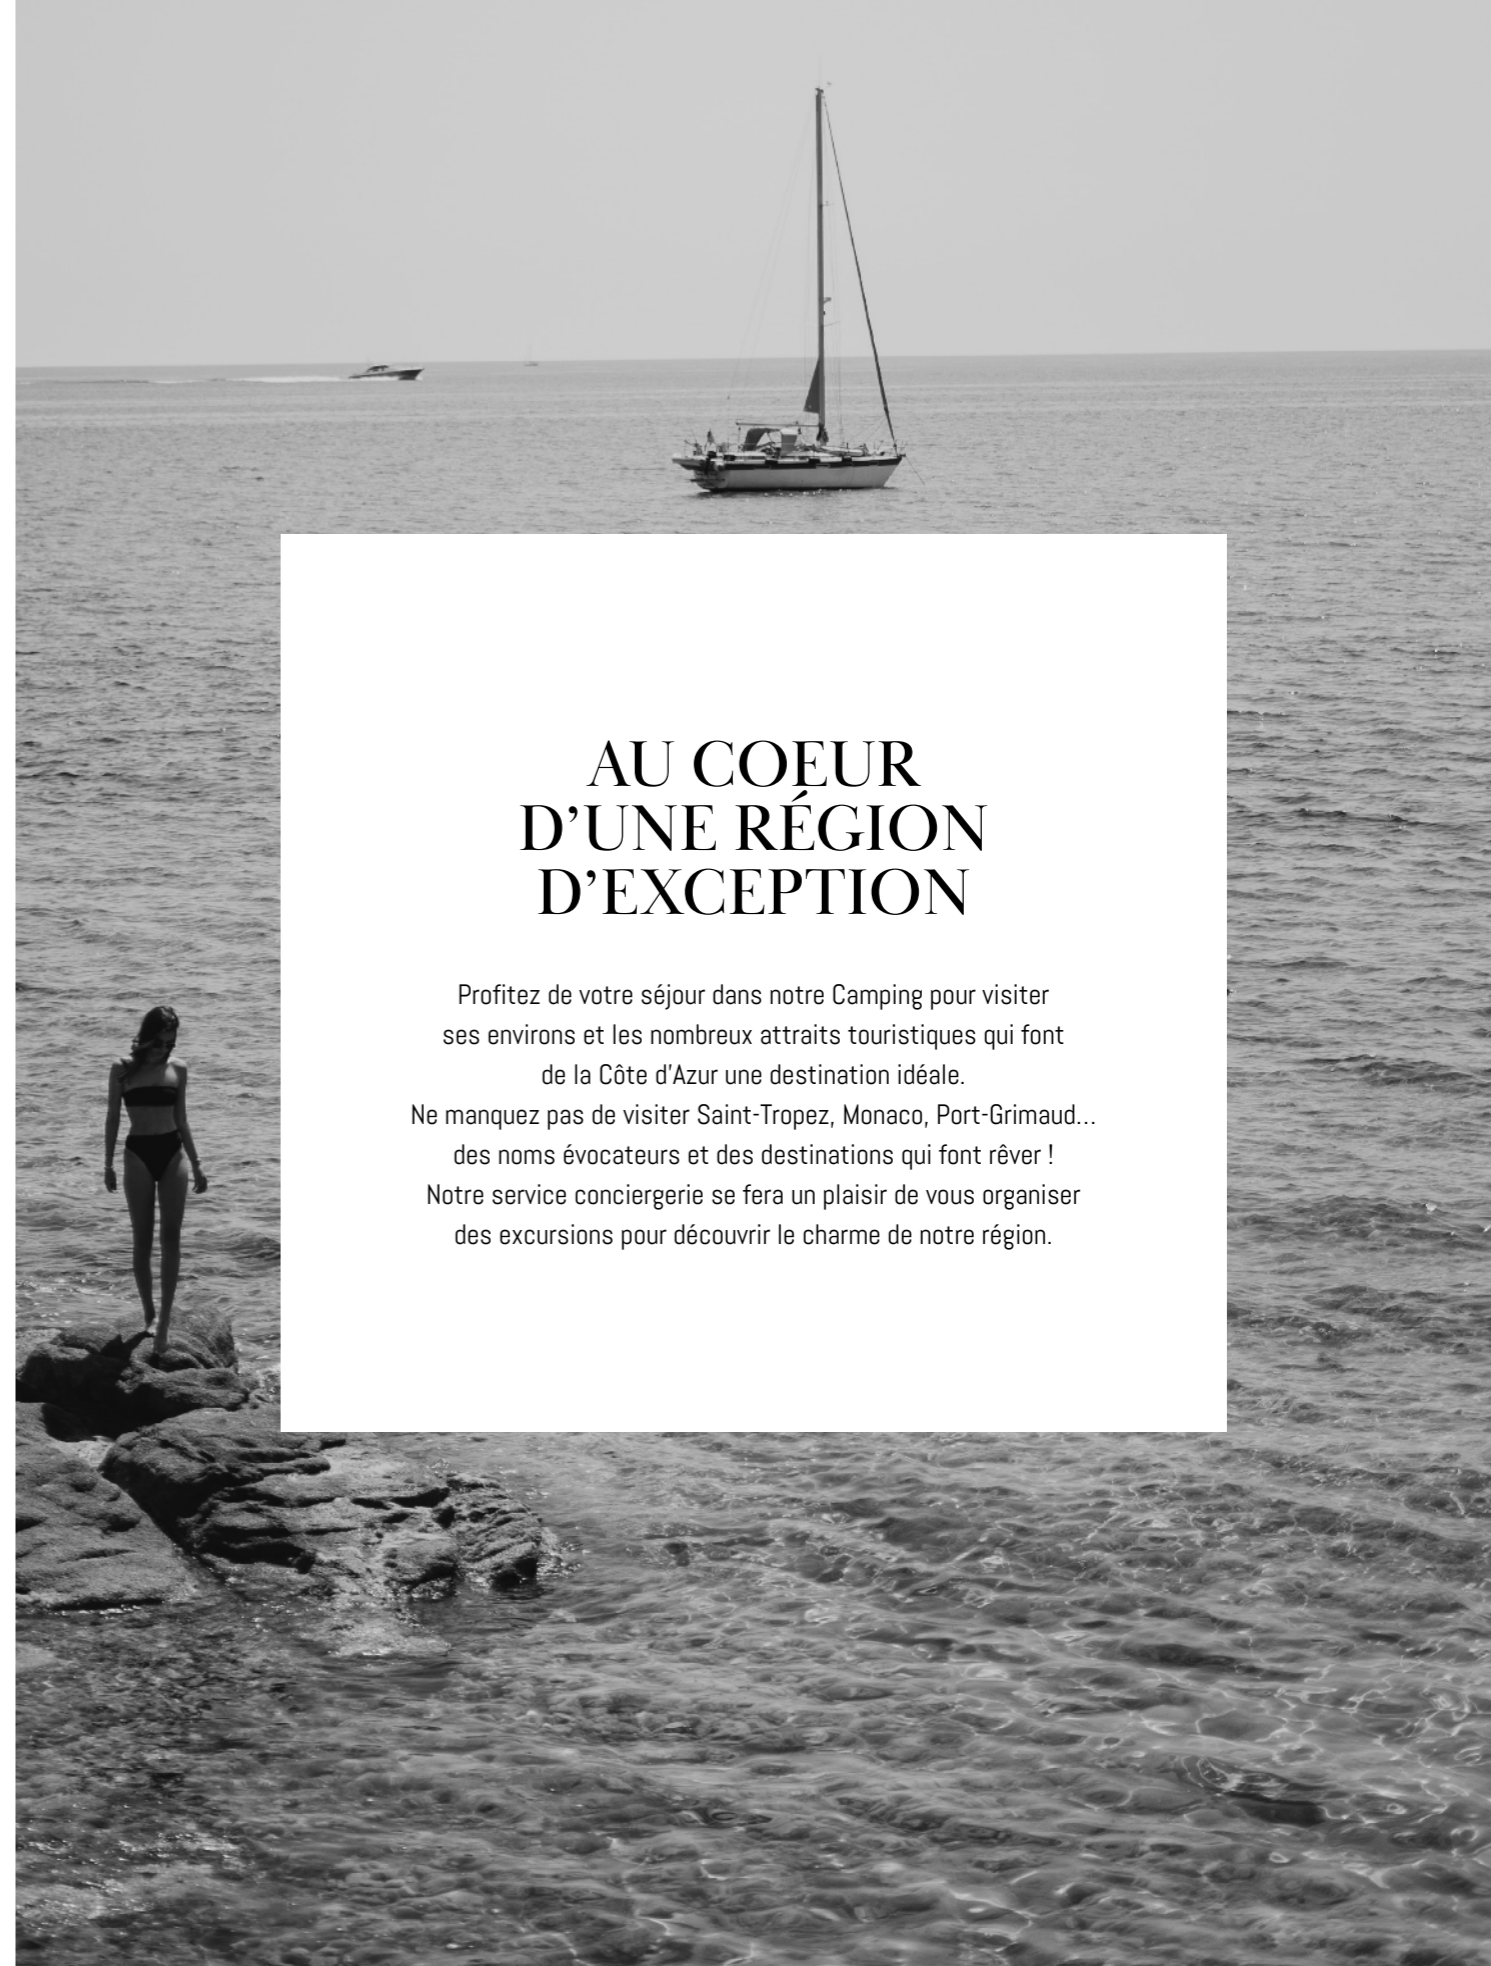 AU COEUR
D’UNE RÉGION
D’EXCEPTION
Profitez de votre séjour dans notre Camping pour visiter
ses environs et les nombreux attraits touristiques qui font
de la Côte d’Azur une destination idéale.
Ne manquez pas de visiter Saint-Tropez, Monaco, Port-Grimaud…
des noms évocateurs et des destinations qui font rêver !
Notre service conciergerie se fera un plaisir de vous organiser
des excursions pour découvrir le charme de notre région.